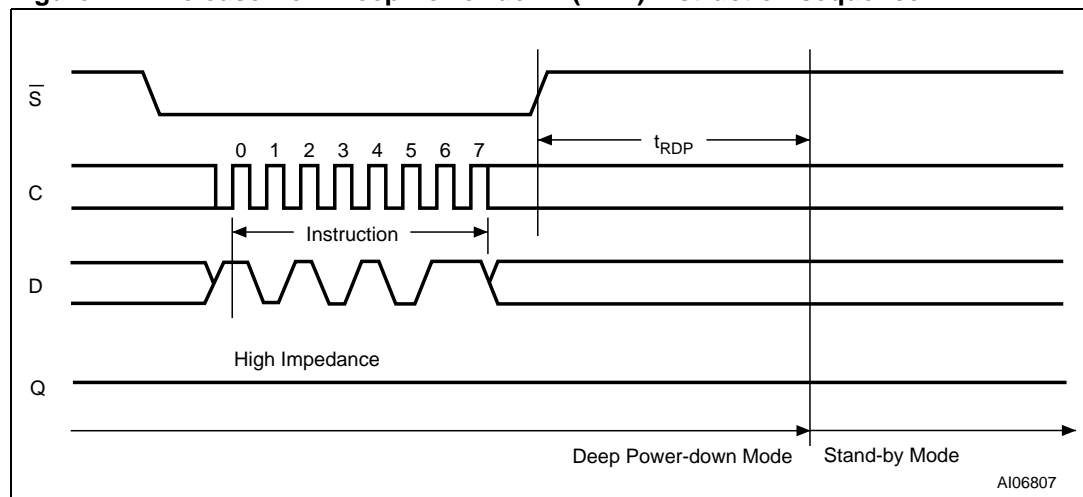 S
t_RDP
0 1 2 3 4 5 6 7
C
Instruction
D
High Impedance
Q
Deep Power-down Mode Stand-by Mode
AI06807